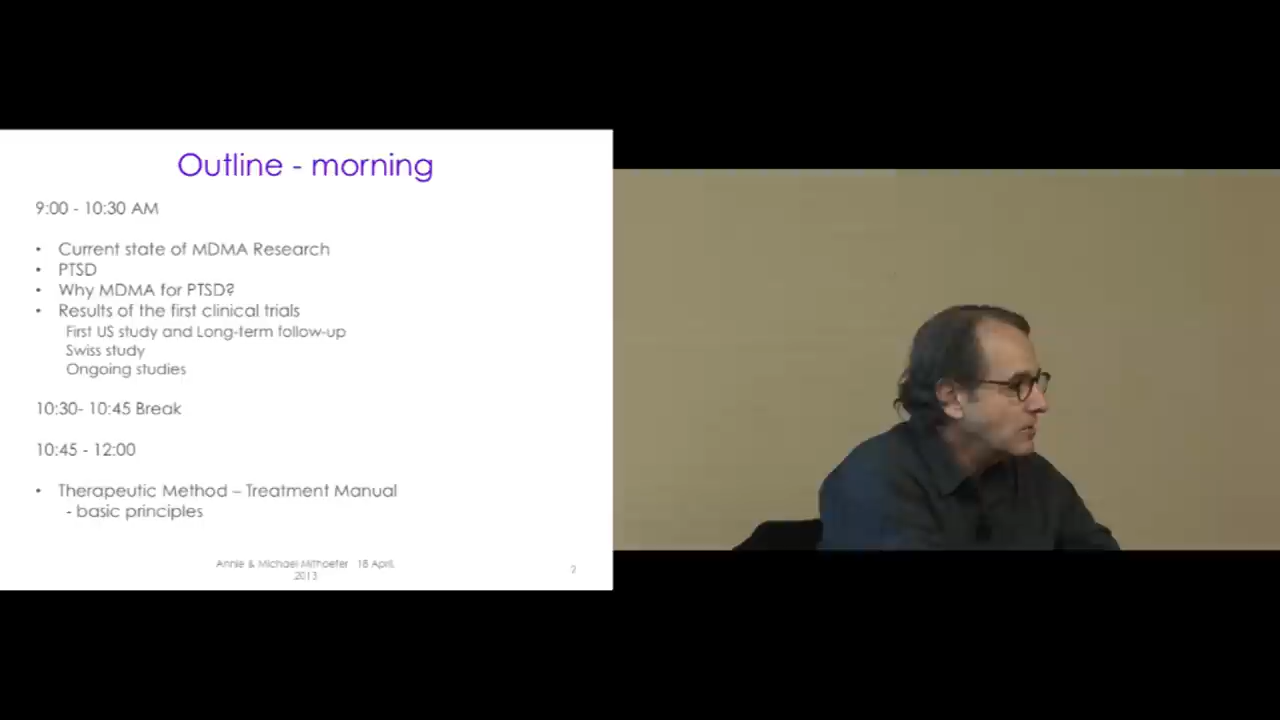 Outline - morning
9:00 - 10:30 AM
• Current state of MDMA Research
• PTSD
• Why MDMA for PTSD?
• Results of the first clinical trials
First US study and Long-term follow-up
Swiss study
Ongoing studies
10:30- 10:45 Break
10:45 - 12:00
• Therapeutic Method – Treatment Manual
- basic principles
Annie & Michael Mithoefer 18 April,
2013
2